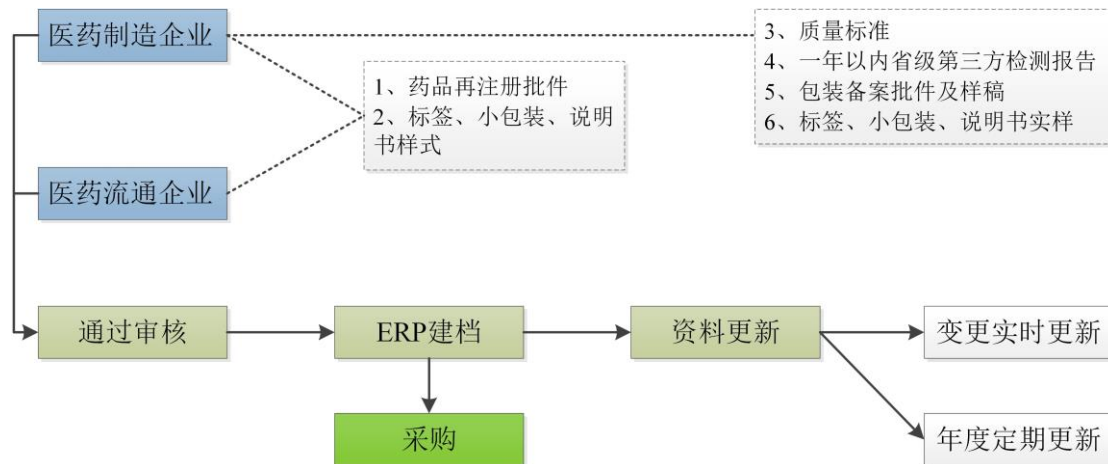 医药制造企业
3、质量标准
4、一年以内省级第三方检测报告
5、包装备案批件及样稿
6、标签、小包装、说明书实样
1、药品再注册批件
2、标签、小包装、说明
书样式
医药流通企业
通过审核
ERP建档
资料更新
变更实时更新
采购
年度定期更新